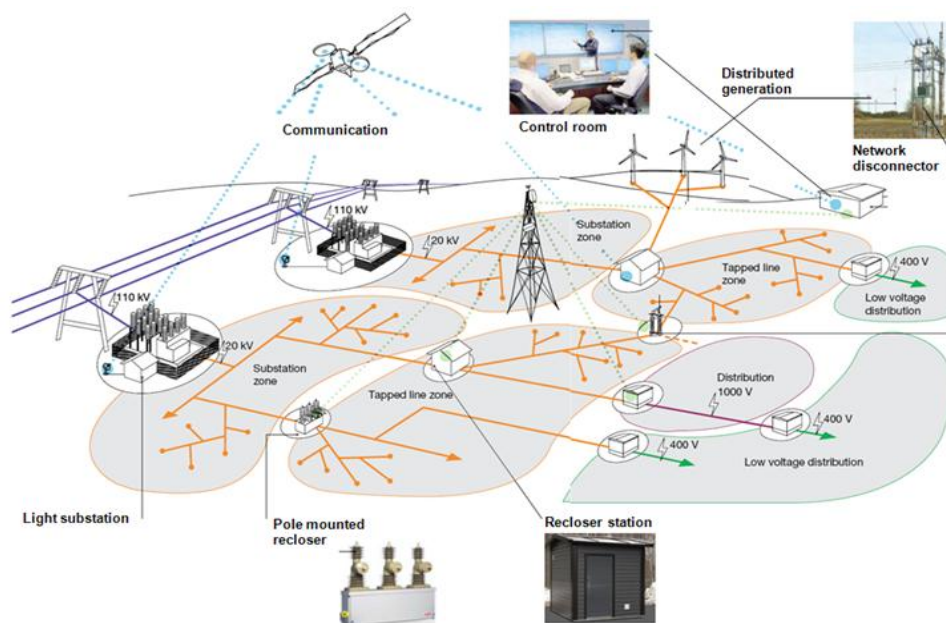 Communication
Control room
Distributed
generation
Network
disconnector
110 kV
20 kV
Substation
zone
Tapped line
zone
400 V
Low voltage
distribution
110 kV
20 kV
Substation
zone
Tapped line zone
Distribution
1000 V
400 V
400 V
Low voltage distribution
Light substation
Pole mounted
recloser
Recloser station